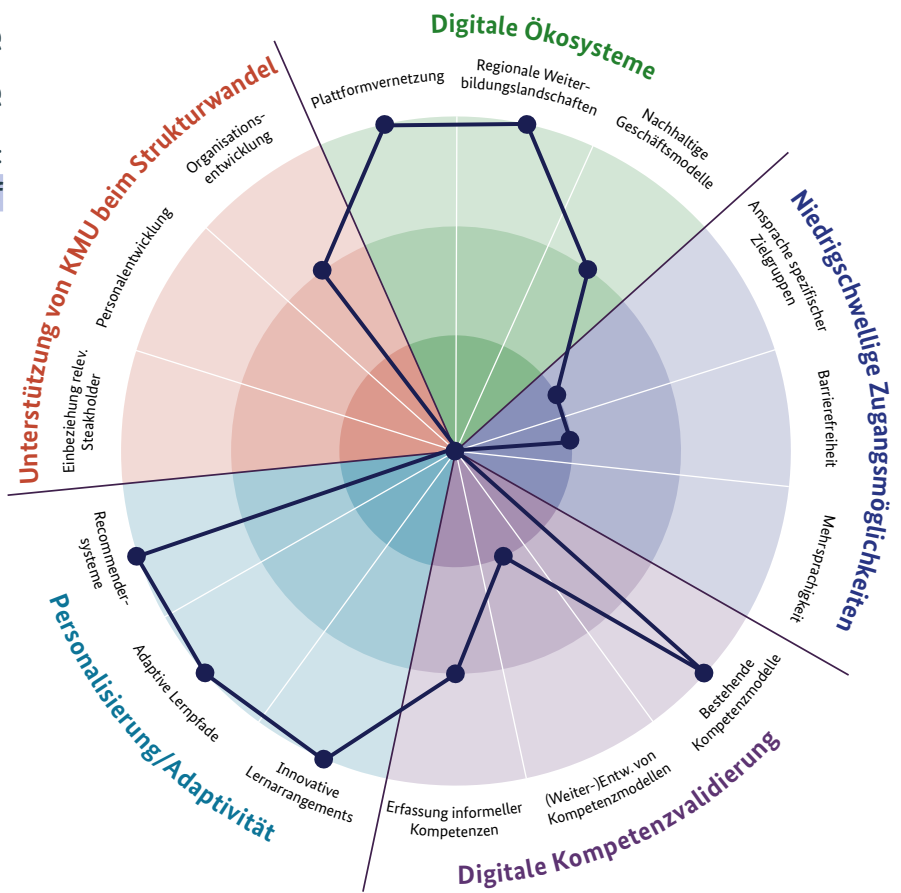 Digitale Ökosysteme
Plattformvernetzung
Regionale Weiter-
bildungslandschaften
Nachhaltige
Geschäftsmodelle
Niedrigschwellige Zugangsmöglichkeiten
Ansprache spezifischer
Zielgruppen
Barrierefreiheit
Mehrsprachigkeit
Digitale Kompetenzvalidierung
Bestehende
Kompetenzmodelle
(Weiter-)Entw. von
Kompetenzmodellen
Erfassung informeller
Kompetenzen
Personalisierung/Adaptivität
Innovative
Lernarrangements
Adaptive Lernpfade
Recommender-
systeme
Unterstützung von KMU beim Strukturwandel
Einbeziehung relev.
Steakholder
Personalentwicklung
Organisations-
entwicklung